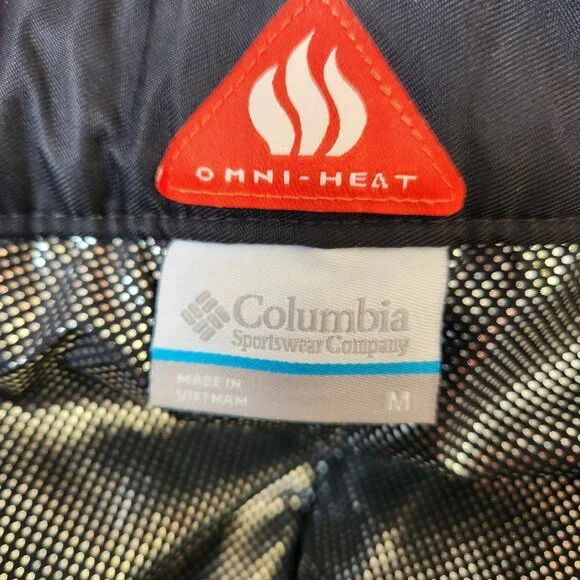 OMNI-HEAT
Columbia
Sportswear Company
MADE IN
VIETNAM
M